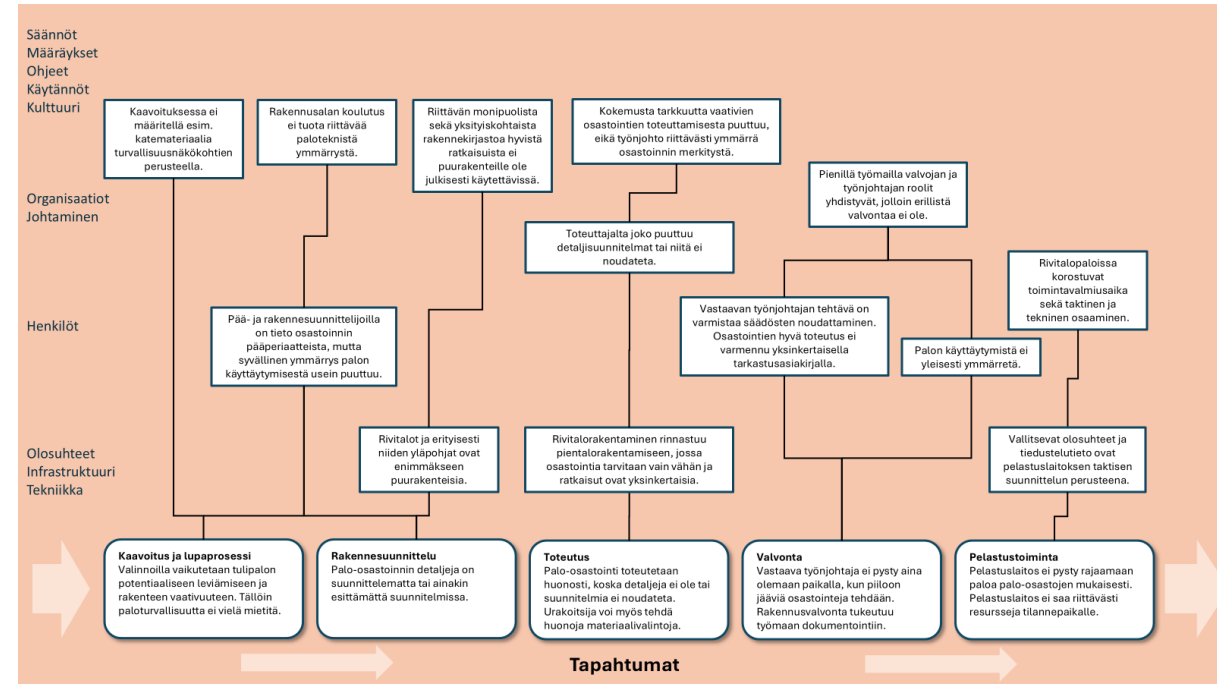 Säännöt
Määräykset
Ohjeet
Käytännöt
Kulttuuri
Kaavoituksessa ei
määritellä esim.
katemateriaalia
turvallisuusnäkökohtien
perusteella.
Rakennusalan koulutus
ei tuota riittävää
paloteknistä
ymmärrystä.
Riittävän monipuolista
sekä yksityiskohtaista
rakennekirjastoa hyvistä
ratkaisuista ei
puurakenteille ole
julkisesti käytettävissä.
Kokemusta tarkkuutta vaativien
osastointien toteuttamisesta puuttuu,
eikä työnjohto riittävästi ymmärrä
osastoinnin merkitystä.
Organisaatiot
Johtaminen
Pienillä työmailla valvojan ja
työnjohtajan roolit
yhdistyvät, jolloin erillistä
valvontaa ei ole.
Toteuttajalta joko puuttuu
detaljisuunnitelmat tai niitä ei
noudateta.
Rivitalopaloissa
korostuvat
toimintavalmiusaika
sekä taktinen ja
tekninen osaaminen.
Henkilöt
Pää- ja rakennesuunnittelijoilla
on tieto osastoinnin
pääperiaatteista, mutta
syvällinen ymmärrys palon
käyttäytymisestä usein puuttuu.
Vastaavan työnjohtajan tehtävä on
varmistaa säädösten noudattaminen.
Osastointien hyvä toteutus ei
varmennu yksinkertaisella
tarkastusasiakirjalla.
Palon käyttäytymistä ei
yleisesti ymmärretä.
Olosuhteet
Infrastruktuuri
Tekniikka
Rivitalot ja erityisesti
niiden yläpohjat ovat
enimmäkseen
puurakenteisia.
Rivitalorakentaminen rinnastuu
pientalorakentamiseen, jossa
osastointia tarvitaan vain vähän ja
ratkaisut ovat yksinkertaisia.
Vallitsevat olosuhteet ja
tiedustelutieto ovat
pelastuslaitoksen taktisen
suunnittelun perusteena.
Kaavoitus ja lupaprosessi
Valinnoilla vaikutetaan tulipalon
potentiaaliseen leviämiseen ja
rakenteen vaativuuteen. Tällöin
paloturvallisuutta ei vielä mietitä.
Rakennesuunnittelu
Palo-osastoinnin detaljeja on
suunnittelematta tai ainakin
esittämättä suunnitelmissa.
Toteutus
Palo-osastointi toteutetaan
huonosti, koska detaljeja ei ole tai
suunnitelmia ei noudateta.
Urakoitsija voi myös tehdä
huonoja materiaalivalintoja.
Valvonta
Vastaava työnjohtaja ei pysty aina
olemaan paikalla, kun piiloon
jääviä osastointeja tehdään.
Rakennusvalvonta tukeutuu
työmaan dokumentointiin.
Pelastustoiminta
Pelastuslaitos ei pysty rajaamaan
paloa palo-osastojen mukaisesti.
Pelastuslaitos ei saa riittävästi
resursseja tilannepaikalle.
Tapahtumat